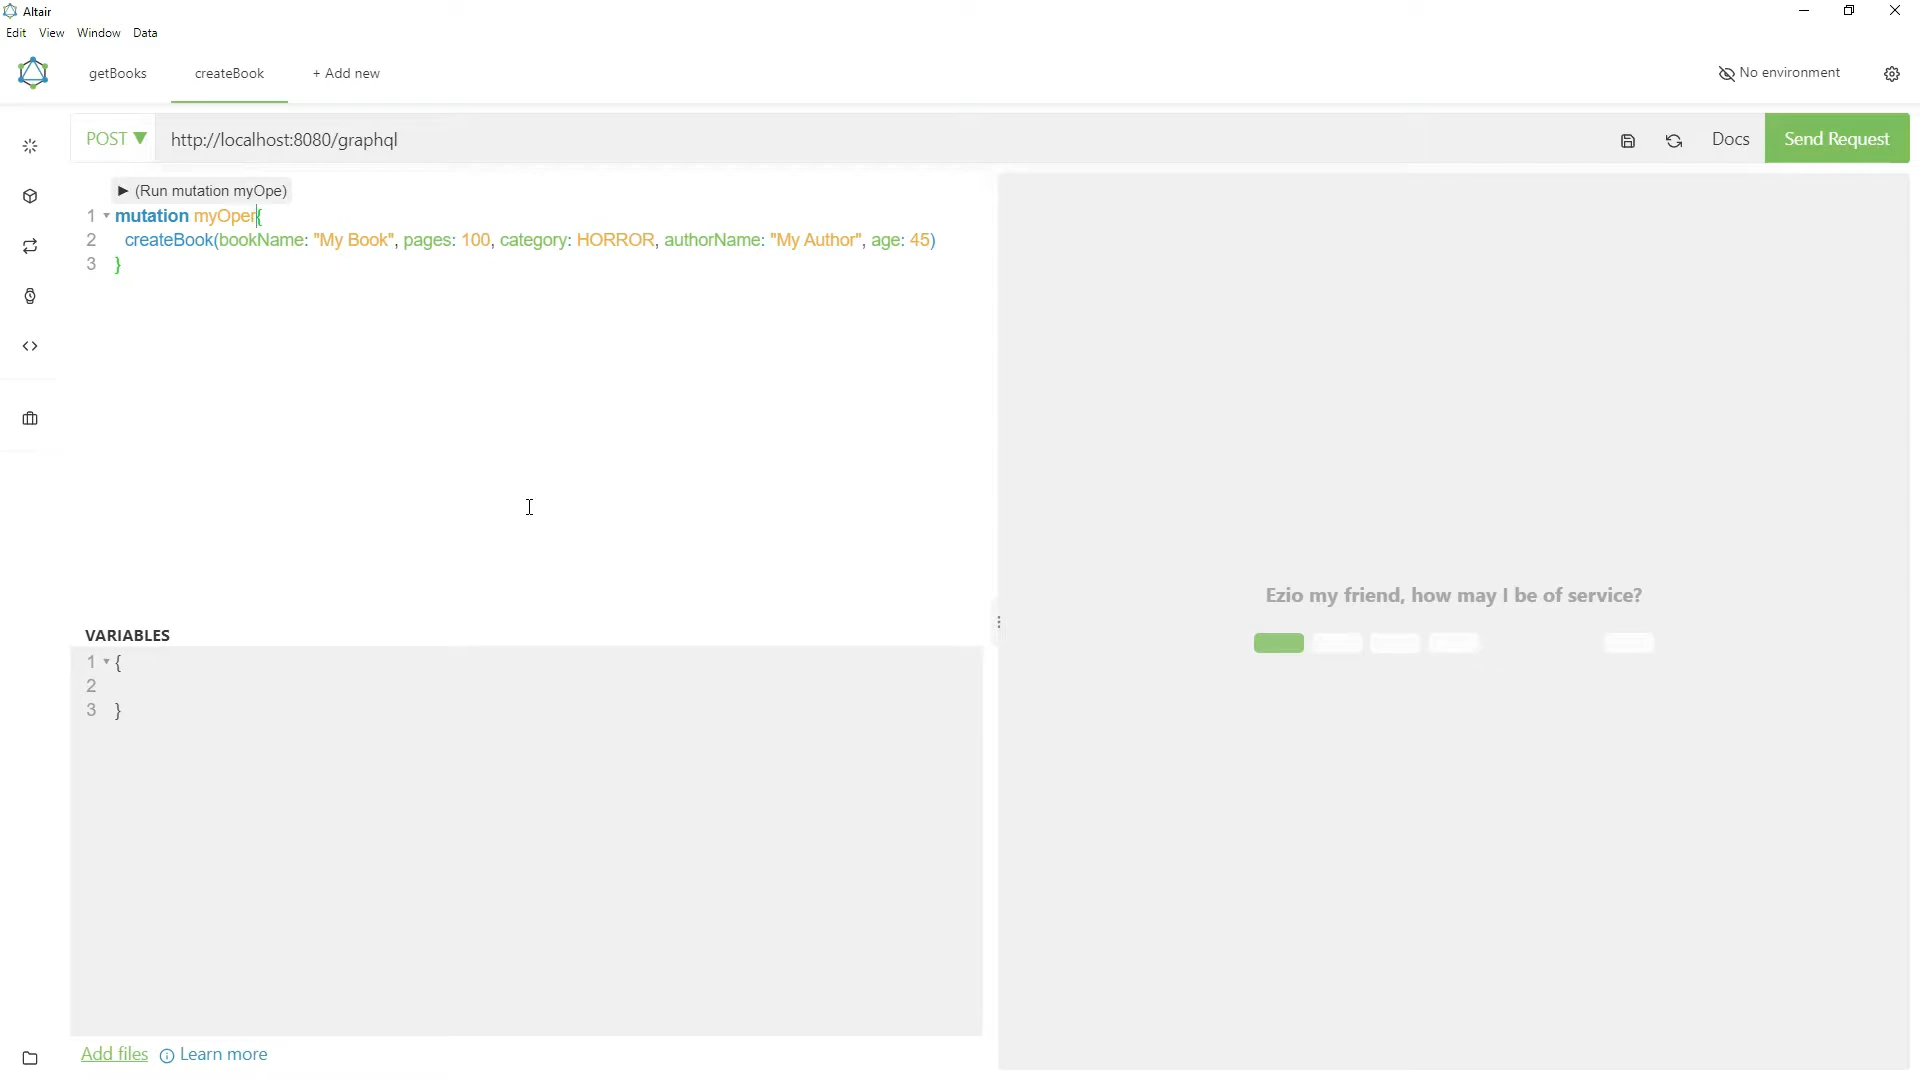 Altair
Edit View Window Data
getBooks createBook + Add new No environment
POST ▼ http://localhost:8080/graphql Docs Send Request
▶ (Run mutation myOpe)
1 mutation myOper{
2 createBook(bookName: "My Book", pages: 100, category: HORROR, authorName: "My Author", age: 45)
3 }
Ezio my friend, how may I be of service?
VARIABLES
1 {
2
3 }
Add files Learn more